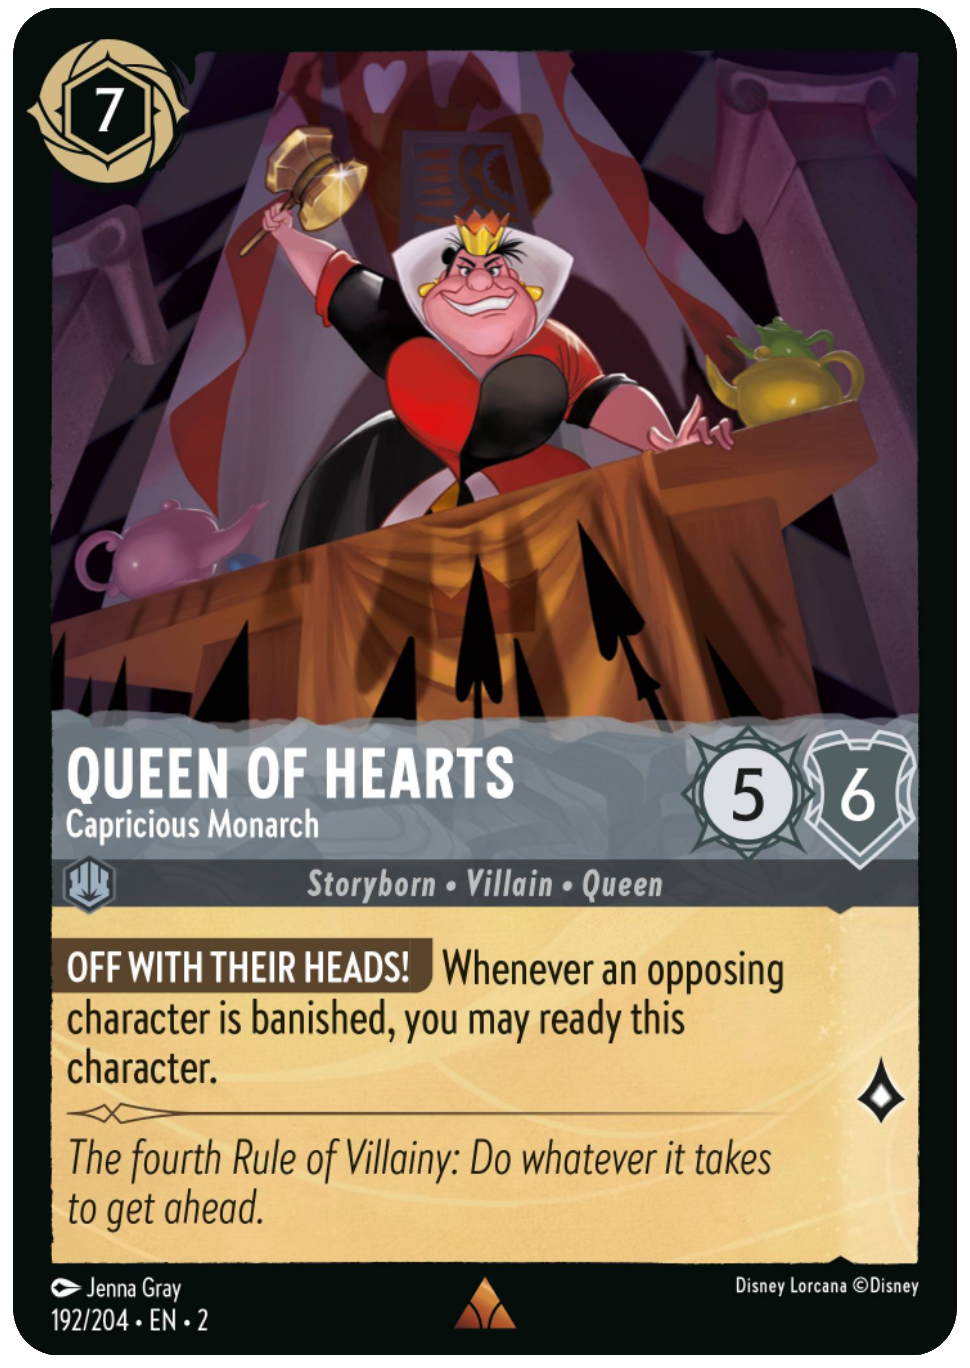 7
QUEEN OF HEARTS
Capricious Monarch
5
6
Storyborn • Villain • Queen
OFF WITH THEIR HEADS! Whenever an opposing
character is banished, you may ready this
character.
The fourth Rule of Villainy: Do whatever it takes
to get ahead.
Jenna Gray
192/204 • EN • 2
Disney Lorcana ©Disney